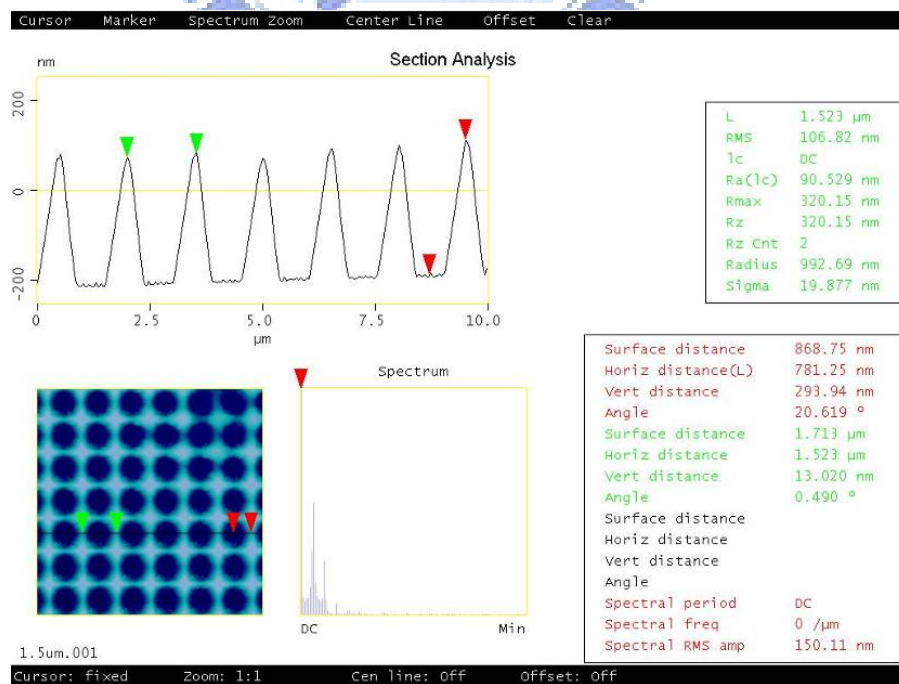 Cursor Marker Spectrum Zoom Center Line Offset Clear
Section Analysis
nm
200
0
-200
0 2.5 5.0 7.5 10.0
µm
L 1.523 µm
RMS 106.82 nm
lc DC
Ra(lc) 90.529 nm
Rmax 320.15 nm
Rz 320.15 nm
Rz Cnt 2
Radius 992.69 nm
Sigma 19.877 nm
Spectrum
DC Min
Surface distance 868.75 nm
Horiz distance(L) 781.25 nm
Vert distance 293.94 nm
Angle 20.619 °
Surface distance 1.713 µm
Horiz distance 1.523 µm
Vert distance 13.020 nm
Angle 0.490 °
Surface distance
Horiz distance
Vert distance
Angle
Spectral period DC
Spectral freq 0 /µm
Spectral RMS amp 150.11 nm
1.5um.001
Cursor: fixed Zoom: 1:1 Cen line: Off Offset: Off